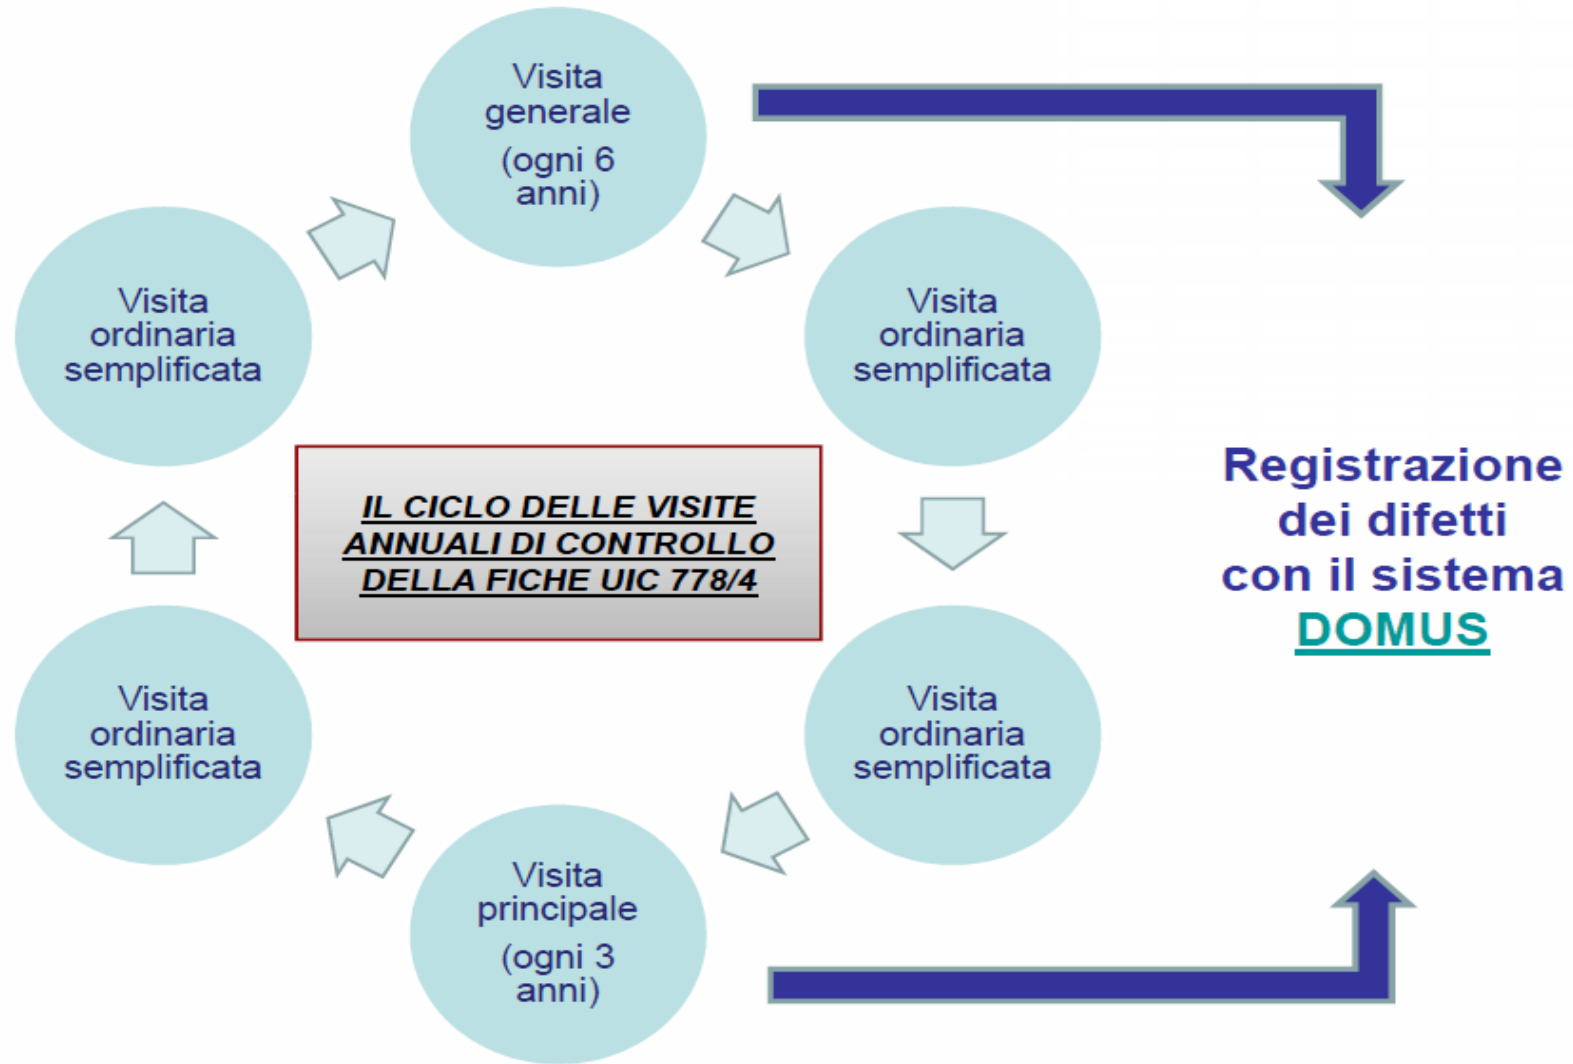 Visita
generale
(ogni 6
anni)
Visita
ordinaria
semplificata
Visita
ordinaria
semplificata
IL CICLO DELLE VISITE
ANNUALI DI CONTROLLO
DELLA FICHE UIC 778/4
Registrazione
dei difetti
con il sistema
DOMUS
Visita
ordinaria
semplificata
Visita
ordinaria
semplificata
Visita
principale
(ogni 3
anni)